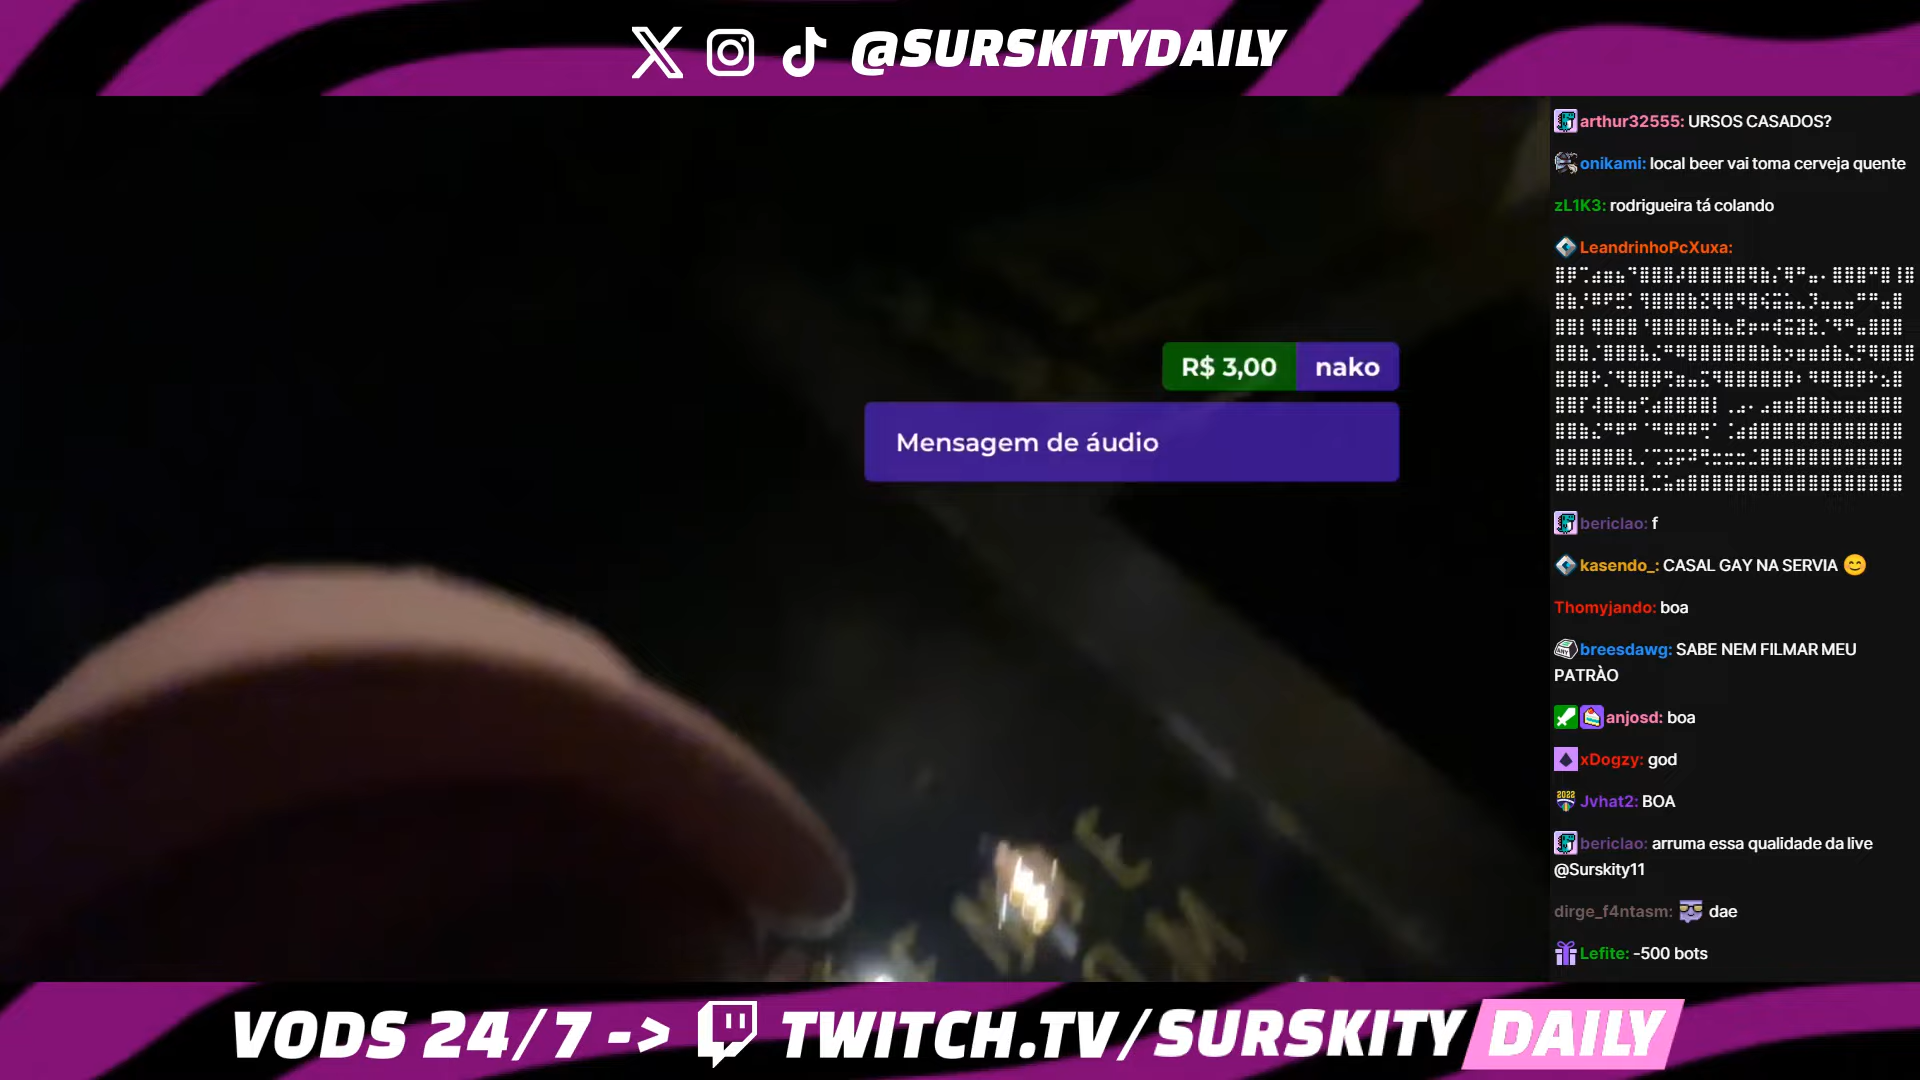 @SURSKITYDAILY
arthur32555: URSOS CASADOS?
onikami: local beer vai toma cerveja quente
zL1K3: rodrigueira tá colando
LeandrinhoPcXuxa:
R$ 3,00 nako
Mensagem de áudio
bericlao: f
kasendo_: CASAL GAY NA SERVIA 😊
Thomyjando: boa
breesdawg: SABE NEM FILMAR MEU
PATRÀO
anjosd: boa
xDogzy: god
Jvhat2: BOA
bericlao: arruma essa qualidade da live
@Surskity11
dirge_f4ntasm: dae
Lefite: -500 bots
VODS 24/7 -> TWITCH.TV/SURSKITY DAILY